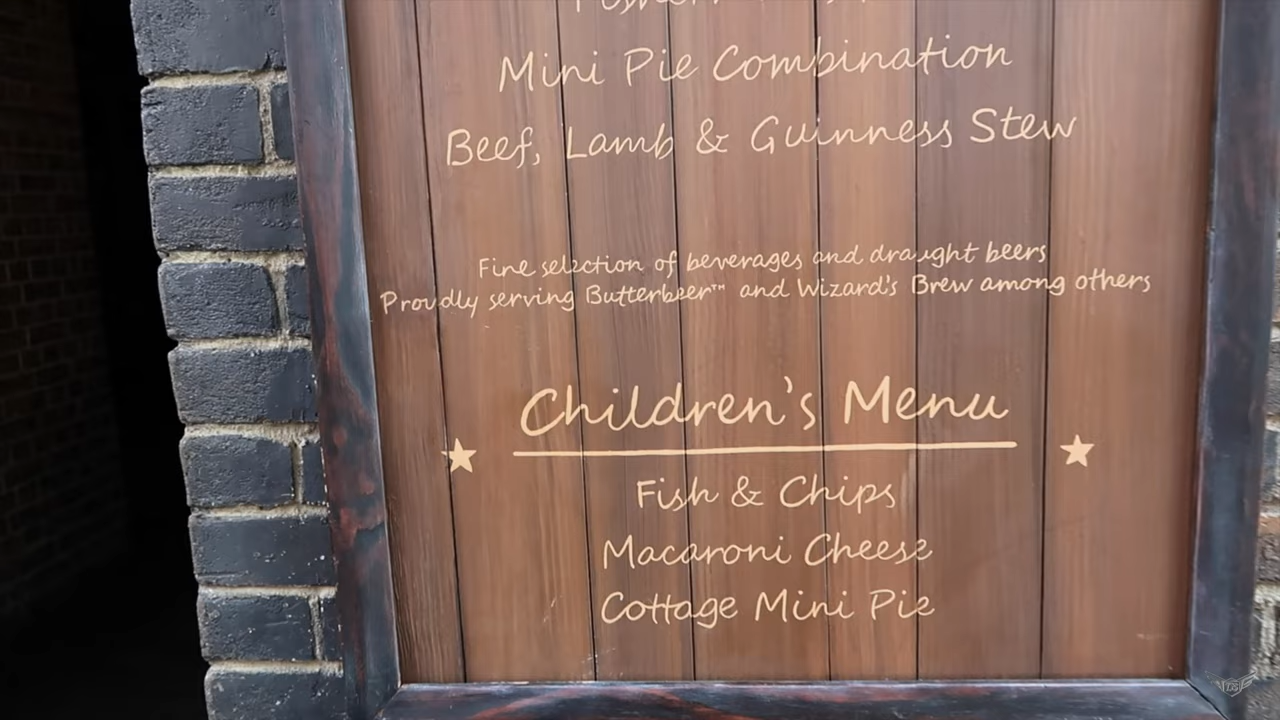 Mini Pie Combination
Beef, Lamb & Guinness Stew
Fine selection of beverages and draught beers
Proudly serving Butterbeer™ and Wizard's Brew among others
Children's Menu
Fish & Chips
Macaroni Cheese
Cottage Mini Pie